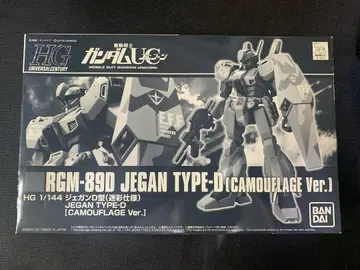 HG
UNIVERSAL CENTURY
機動戦士
ガンダムUC
MOBILE SUIT GUNDAM UNICORN
E.F.F.
RGM-89D JEGAN TYPE-D [CAMOUFLAGE Ver.]
HG 1/144 ジェガンD型(迷彩仕様)
JEGAN TYPE-D
[CAMOUFLAGE Ver.]
BAN
DAI